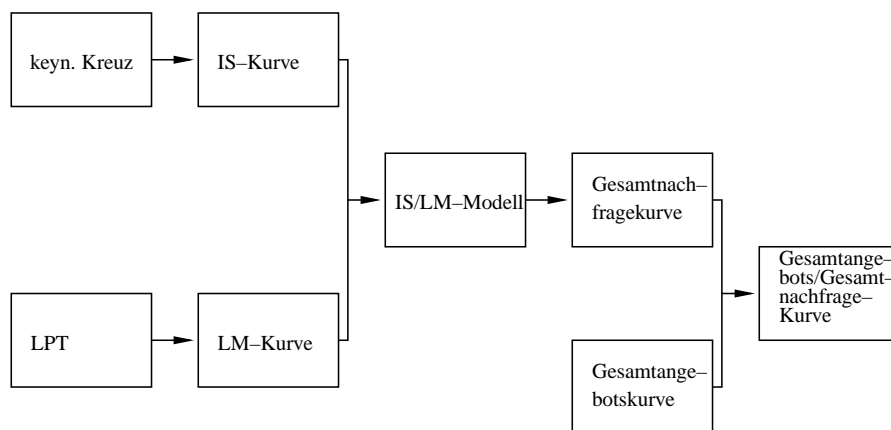 keyn. Kreuz
IS–Kurve
IS/LM–Modell
Gesamtnach–
fragekurve
Gesamtange–
bots/Gesamt–
nachfrage–
Kurve
LPT
LM–Kurve
Gesamtange–
botskurve